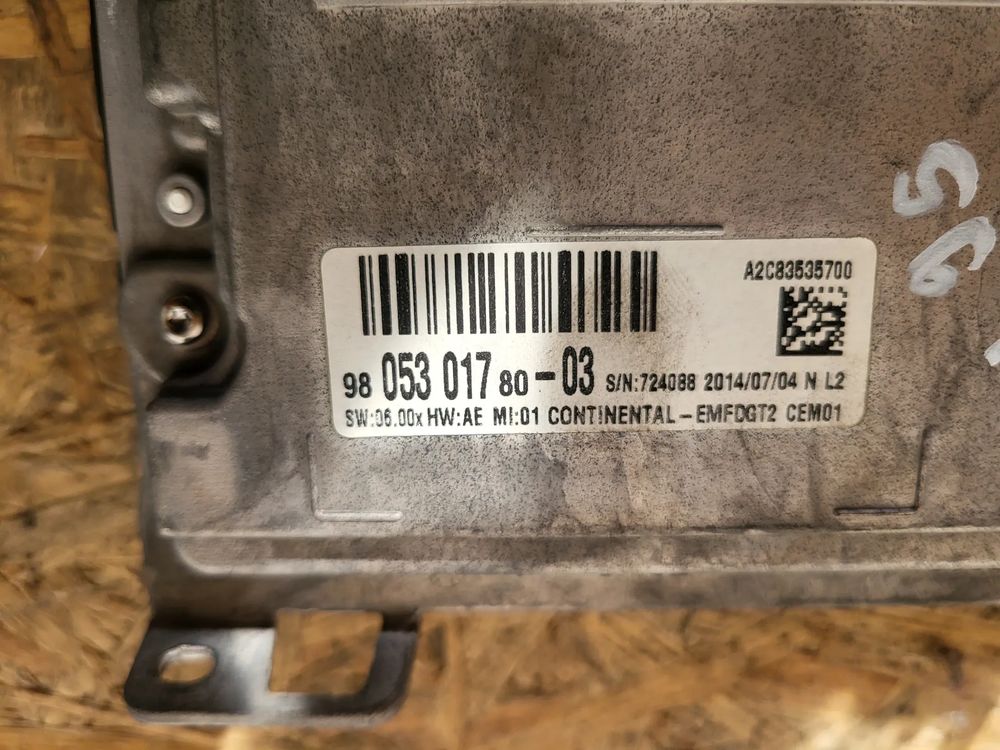 A2C83535700
98 053 017 80-03 S/N:724088 2014/07/04 N L2
SW:06.00x HW:AE MI:01 CONTINENTAL-EMFDGT2 CEM01